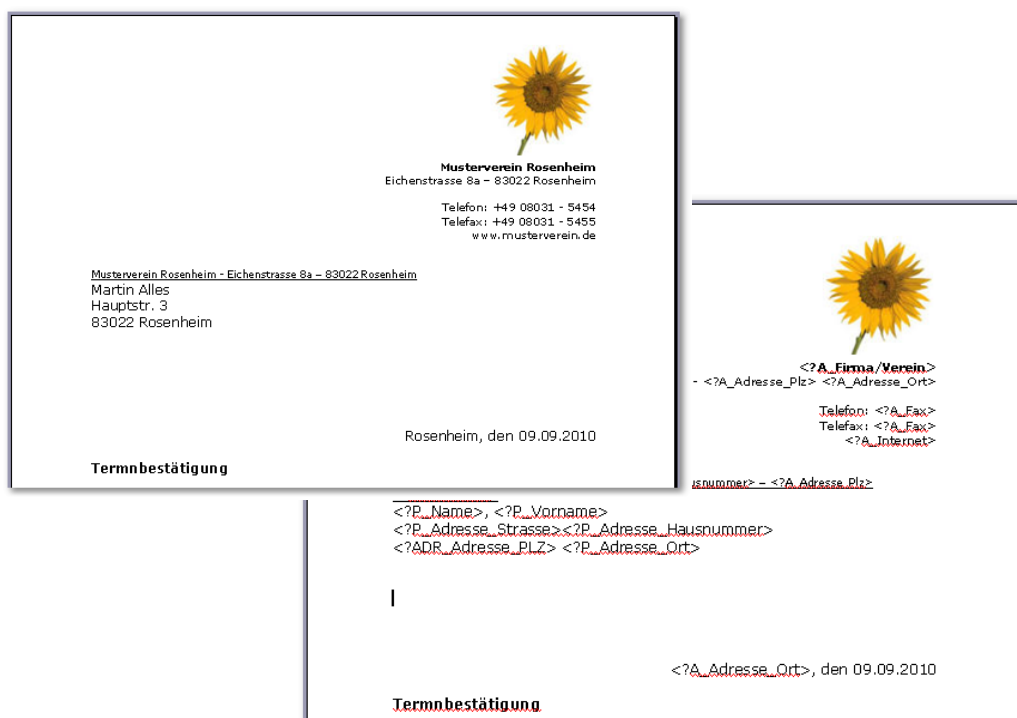 Musterverein Rosenheim
Eichenstrasse 8a – 83022 Rosenheim
Telefon: +49 08031 - 5454
Telefax: +49 08031 - 5455
www.musterverein.de
Musterverein Rosenheim - Eichenstrasse 8a – 83022 Rosenheim
Martin Alles
Hauptstr. 3
83022 Rosenheim
Rosenheim, den 09.09.2010
Termnbestätigung
<?A_Firma/Verein>
- <?A_Adresse_Plz> <?A_Adresse_Ort>
Telefon: <?A_Fax>
Telefax: <?A_Fax>
<?A_Internet>
usnummer> – <?A_Adresse_Plz>
<?P_Name>, <?P_Vorname>
<?P_Adresse_Strasse><?P_Adresse_Hausnummer>
<?ADR_Adresse_PLZ> <?P_Adresse_Ort>
<?A_Adresse_Ort>, den 09.09.2010
Termnbestätigung